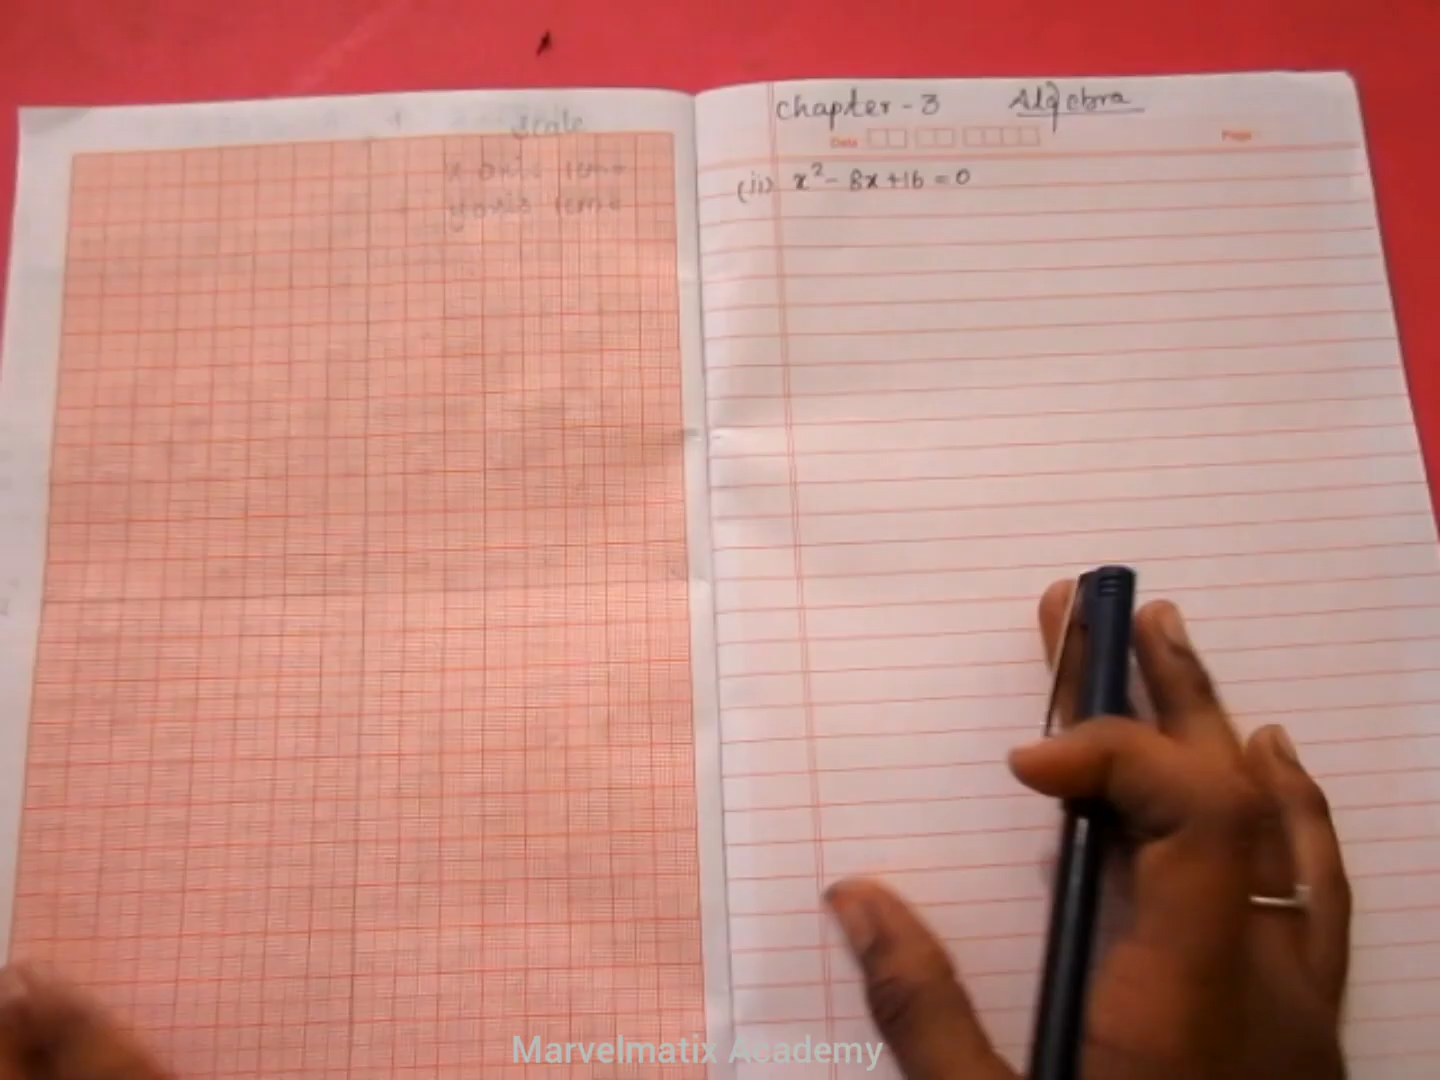 Scale
x axis 1cm=
y axis 1cm=
Chapter - 3 Algebra
Date
Page
(ii) x² - 8x + 16 = 0
Marvelmatix Academy